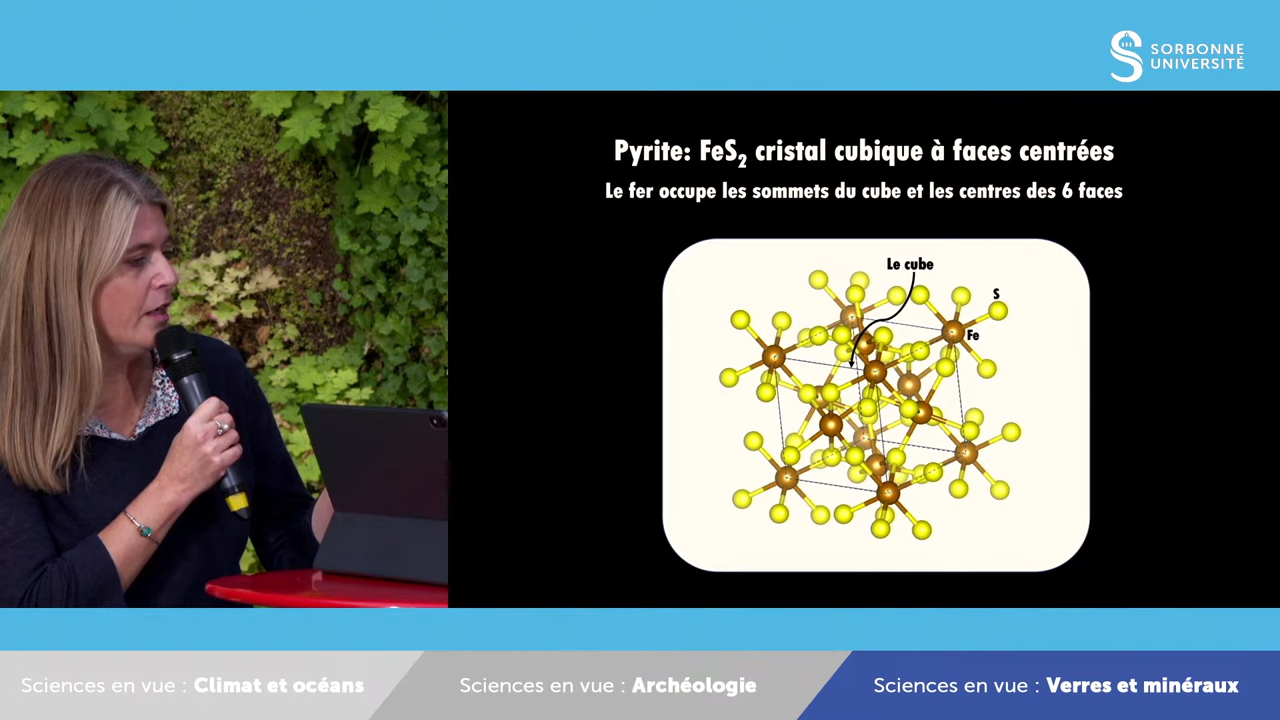 SORBONNE
UNIVERSITÉ
Pyrite: FeS₂ cristal cubique à faces centrées
Le fer occupe les sommets du cube et les centres des 6 faces
Le cube
S
Fe
Sciences en vue : Climat et océans
Sciences en vue : Archéologie
Sciences en vue : Verres et minéraux